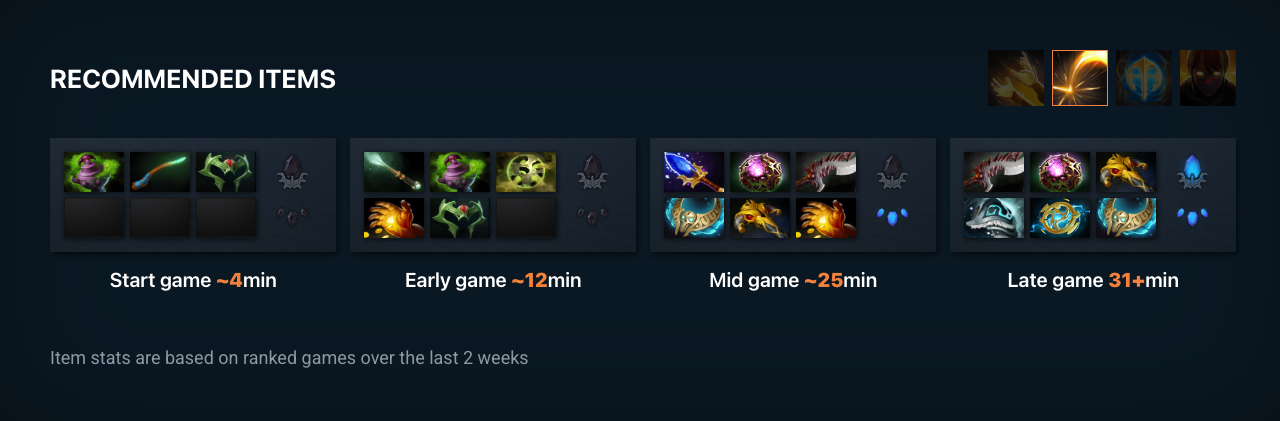 RECOMMENDED ITEMS
Start game ~4min
Early game ~12min
Mid game ~25min
Late game 31+min
Item stats are based on ranked games over the last 2 weeks